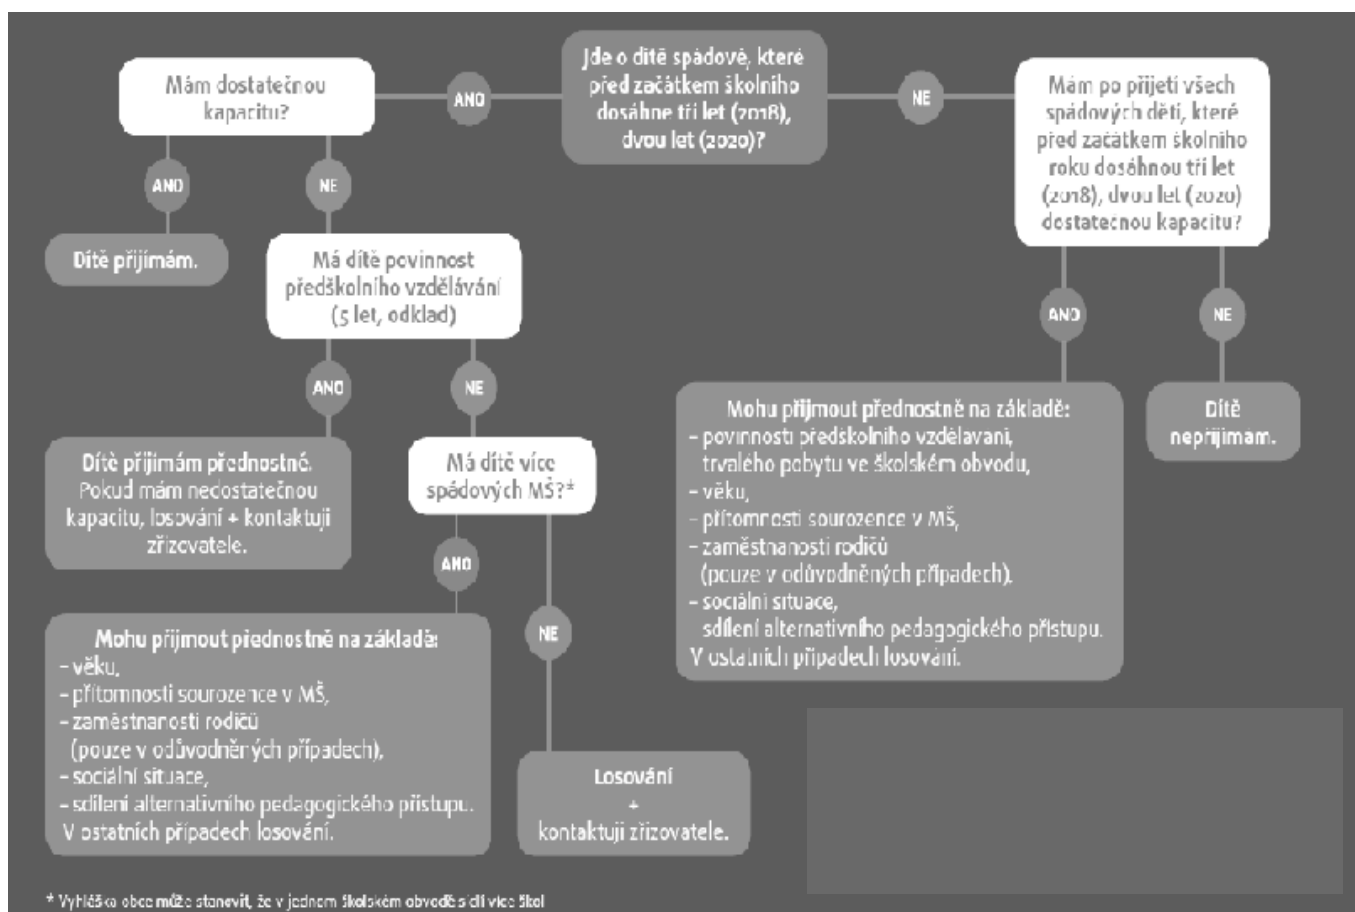 Jde o dítě spádové, které
před začátkem školního
dosáhne tří let (2018),
dvou let (2020)?
ANO
NE
Mám dostatečnou
kapacitu?
ANO
NE
Dítě přijímám.
Má dítě povinnost
předškolního vzdělávání
(5 let, odklad)
ANO
NE
Dítě přijímám přednostně.
Pokud mám nedostatečnou
kapacitu, losování + kontaktuji
zřizovatele.
Má dítě více
spádových MŠ?*
ANO
NE
Mohu přijmout přednostně na základě:
– věku,
– přítomnosti sourozence v MŠ,
– zaměstnanosti rodičů
(pouze v odůvodněných případech),
– sociální situace,
– sdílení alternativního pedagogického přístupu.
V ostatních případech losování.
Losování
+
kontaktuji zřizovatele.
Mám po přijetí všech
spádových dětí, které
před začátkem školního
roku dosáhnou tří let
(2018), dvou let (2020)
dostatečnou kapacitu?
ANO
NE
Mohu přijmout přednostně na základě:
– povinnosti předškolního vzdělávaní,
trvalého pobytu ve školském obvodu,
– věku,
– přítomnosti sourozence v MŠ,
– zaměstnanosti rodičů
(pouze v odůvodněných případech),
– sociální situace,
sdílení alternativního pedagogického přístupu.
V ostatních případech losování.
Dítě
nepřijímám.
* Vyhláška obce může stanovit, že v jednom školském obvodě sídlí více škol